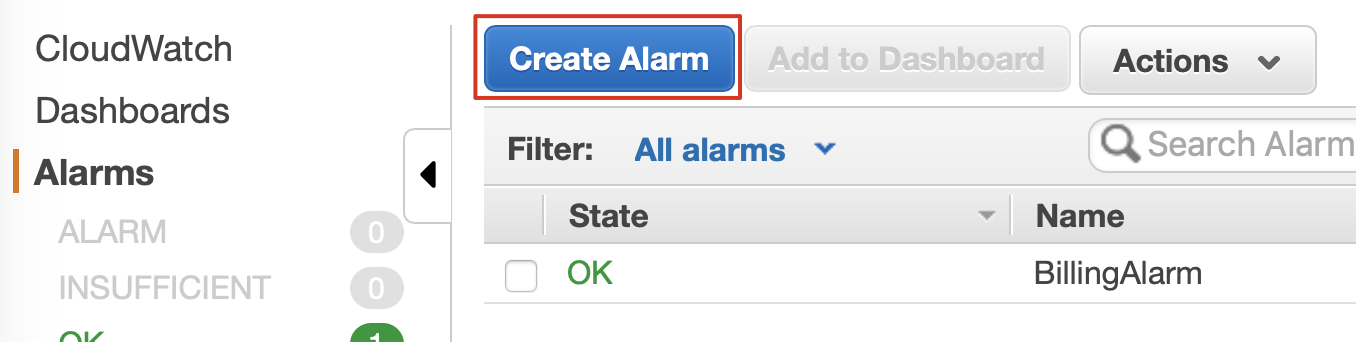 CloudWatch
Dashboards
Alarms
ALARM 0
INSUFFICIENT 0
OK 1
Create Alarm Add to Dashboard Actions
Filter: All alarms Search Alarm
State Name
OK BillingAlarm